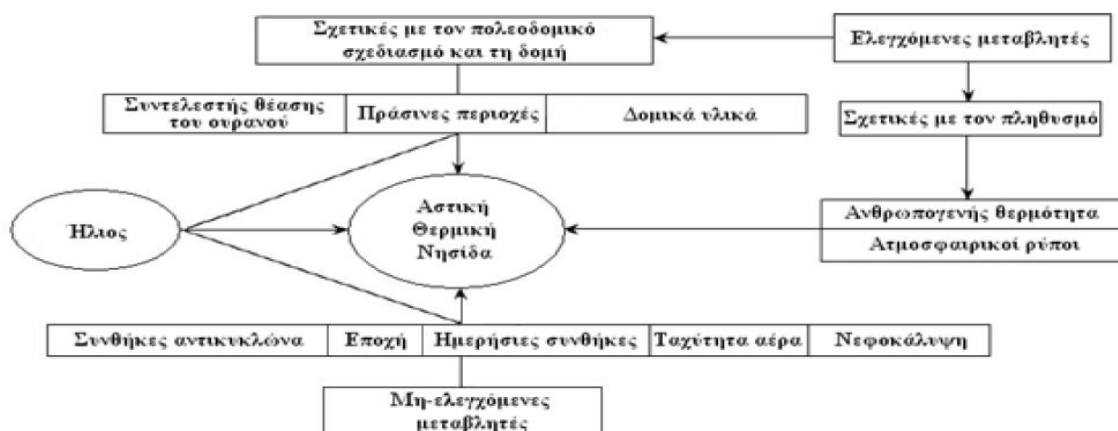 Σχετικές με τον πολεοδομικό
σχεδιασμό και τη δομή
Ελεγχόμενες μεταβλητές
Συντελεστής θέασης
του ουρανού
Πράσινες περιοχές
Δομικά υλικά
Σχετικές με τον πληθυσμό
Ήλιος
Αστική
Θερμική
Νησίδα
Ανθρωπογενής θερμότητα
Ατμοσφαιρικοί ρύποι
Συνθήκες αντικυκλώνα
Εποχή
Ημερήσιες συνθήκες
Ταχύτητα αέρα
Νεφοκάλυψη
Μη-ελεγχόμενες
μεταβλητές